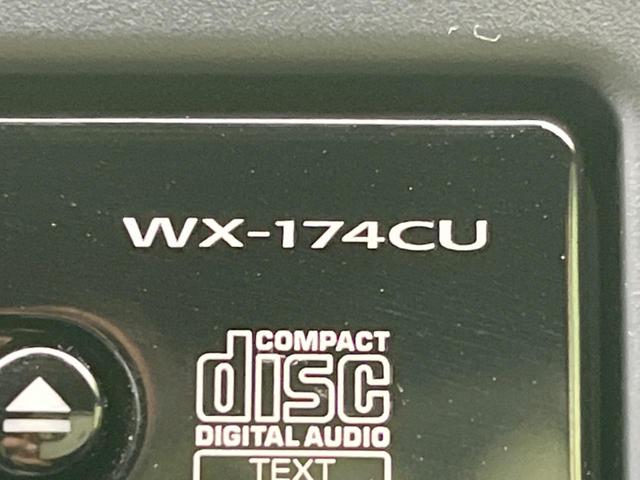 WX-174CU
COMPACT
disc
DIGITAL AUDIO
TEXT